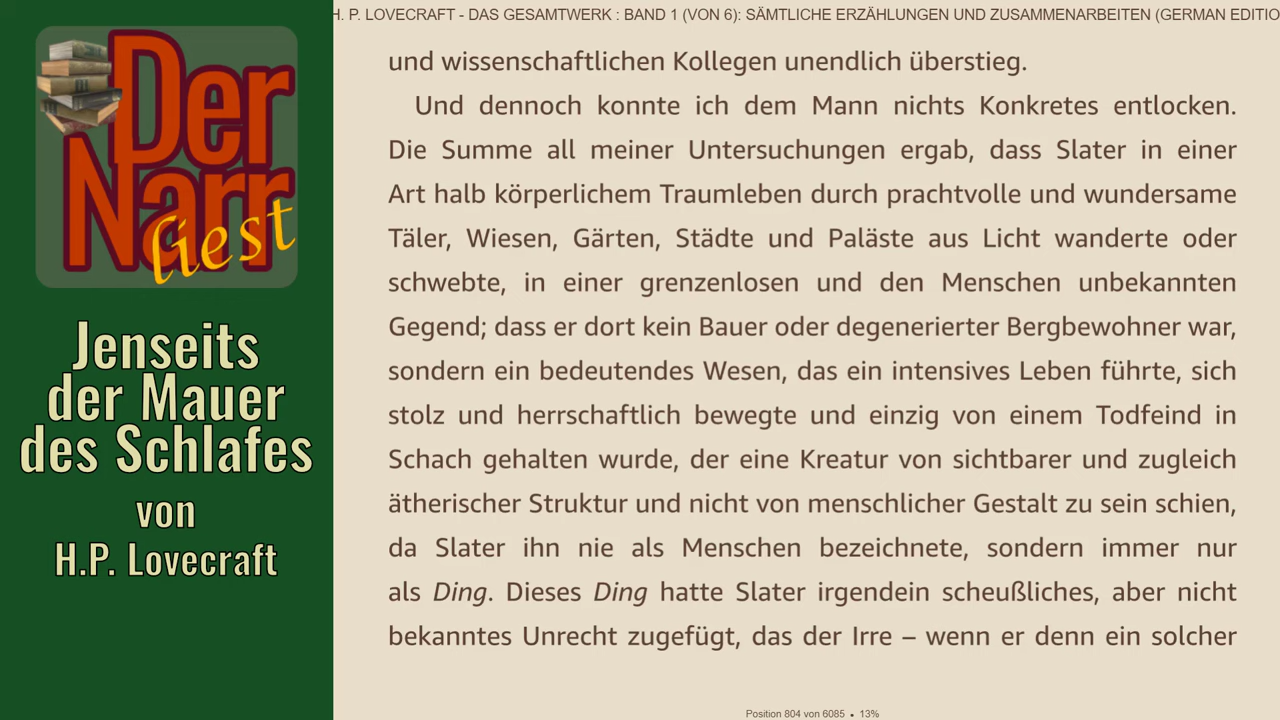 Der
Narr
liest
Jenseits
der Mauer
des Schlafes
von
H.P. Lovecraft
H. P. LOVECRAFT - DAS GESAMTWERK : BAND 1 (VON 6): SÄMTLICHE ERZÄHLUNGEN UND ZUSAMMENARBEITEN (GERMAN EDITIO
und wissenschaftlichen Kollegen unendlich überstieg.
Und dennoch konnte ich dem Mann nichts Konkretes entlocken.
Die Summe all meiner Untersuchungen ergab, dass Slater in einer
Art halb körperlichem Traumleben durch prachtvolle und wundersame
Täler, Wiesen, Gärten, Städte und Paläste aus Licht wanderte oder
schwebte, in einer grenzenlosen und den Menschen unbekannten
Gegend; dass er dort kein Bauer oder degenerierter Bergbewohner war,
sondern ein bedeutendes Wesen, das ein intensives Leben führte, sich
stolz und herrschaftlich bewegte und einzig von einem Todfeind in
Schach gehalten wurde, der eine Kreatur von sichtbarer und zugleich
ätherischer Struktur und nicht von menschlicher Gestalt zu sein schien,
da Slater ihn nie als Menschen bezeichnete, sondern immer nur
als Ding. Dieses Ding hatte Slater irgendein scheußliches, aber nicht
bekanntes Unrecht zugefügt, das der Irre – wenn er denn ein solcher
Position 804 von 6085 • 13%